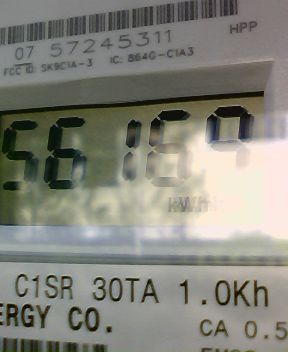 07 57245311 HPP
FCC ID: SK9C1A-3 IC: 864G-C1A3
56169
kWh
C1SR 30TA 1.0Kh
ERGY CO.
CA 0.5